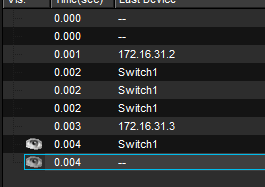 Vis. Time(sec) Last Device
0.000 --
0.000 --
0.001 172.16.31.2
0.002 Switch1
0.002 Switch1
0.002 Switch1
0.003 172.16.31.3
0.004 Switch1
0.004 --